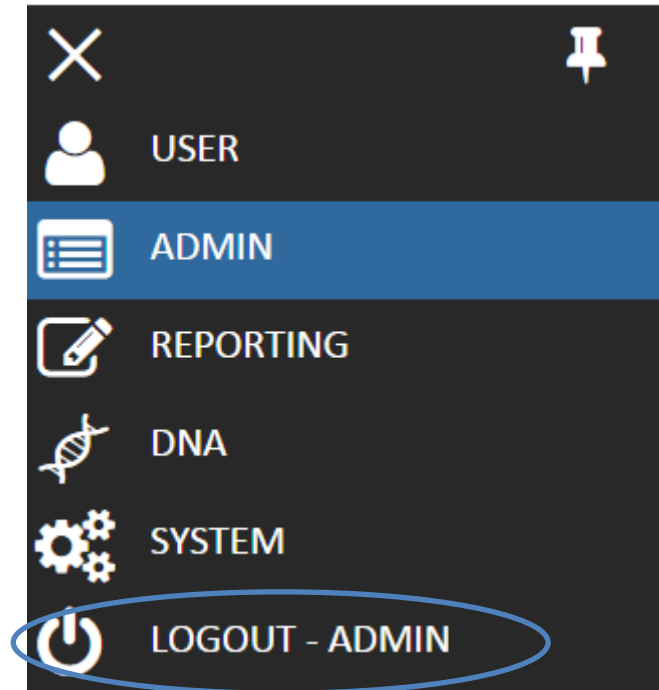 USER
ADMIN
REPORTING
DNA
SYSTEM
LOGOUT - ADMIN